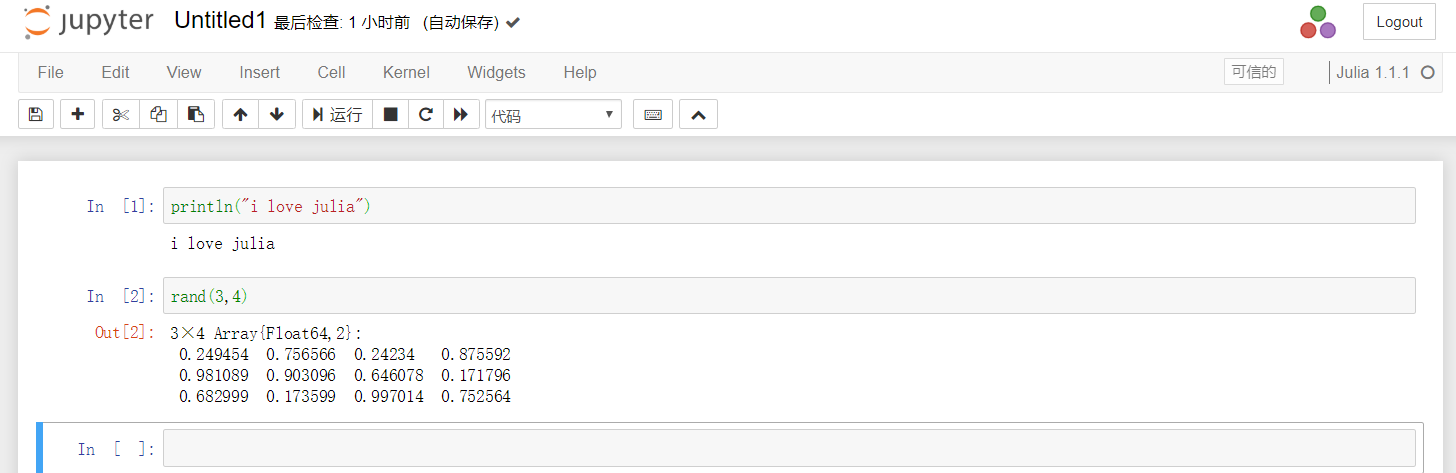 jupyter Untitled1 最后检查: 1 小时前 (自动保存) Logout
File Edit View Insert Cell Kernel Widgets Help 可信的 Julia 1.1.1
运行 代码
In [1]: println("i love julia")
i love julia
In [2]: rand(3,4)
Out[2]: 3×4 Array{Float64,2}:
0.249454 0.756566 0.24234 0.875592
0.981089 0.903096 0.646078 0.171796
0.682999 0.173599 0.997014 0.752564
In [ ]: